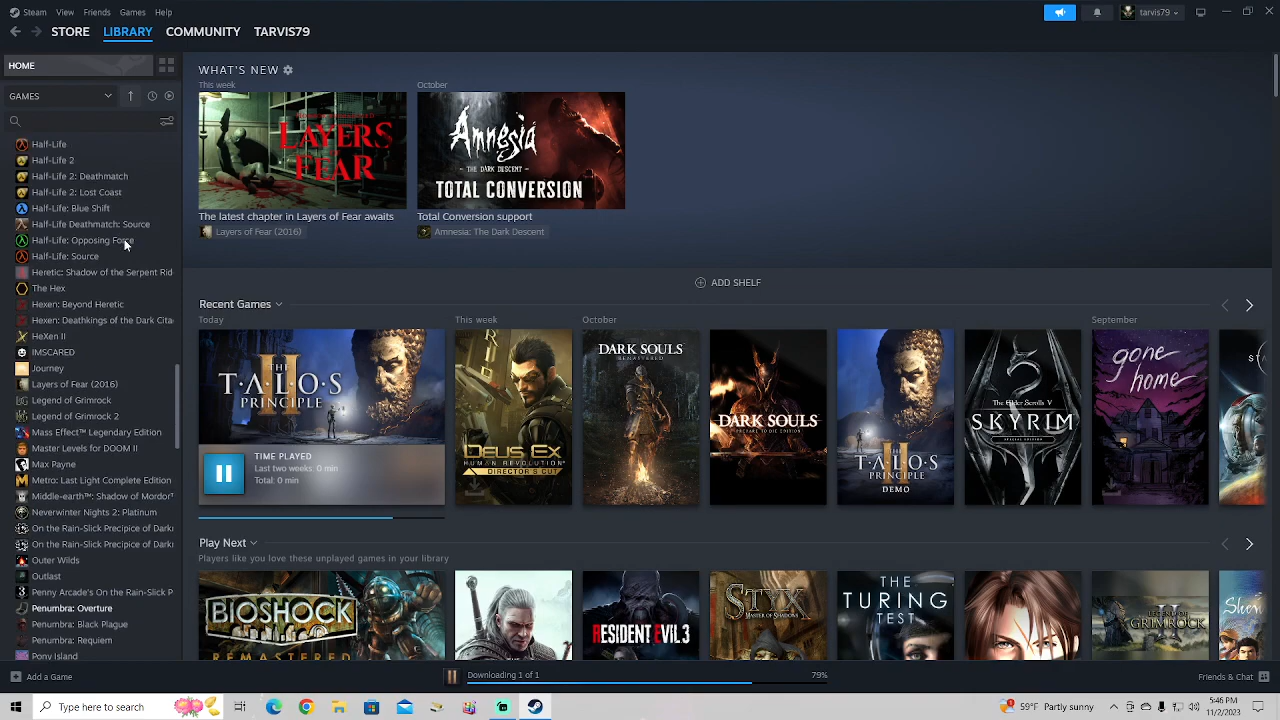 Steam View Friends Games Help
tarvis79
STORE LIBRARY COMMUNITY TARVIS79
HOME
GAMES
Half-Life
Half-Life 2
Half-Life 2: Deathmatch
Half-Life 2: Lost Coast
Half-Life: Blue Shift
Half-Life Deathmatch: Source
Half-Life: Opposing Force
Half-Life: Source
Heretic: Shadow of the Serpent Rid
The Hex
Hexen: Beyond Heretic
Hexen: Deathkings of the Dark Cita
HeXen II
IMSCARED
Journey
Layers of Fear (2016)
Legend of Grimrock
Legend of Grimrock 2
Mass Effect™ Legendary Edition
Master Levels for DOOM II
Max Payne
Metro: Last Light Complete Edition
Middle-earth™: Shadow of Mordor™
Neverwinter Nights 2: Platinum
On the Rain-Slick Precipice of Dark
On the Rain-Slick Precipice of Dark
Outer Wilds
Outlast
Penny Arcade's On the Rain-Slick P
Penumbra: Overture
Penumbra: Black Plague
Penumbra: Requiem
Pony Island
WHAT'S NEW
This week
October
LAYERS
FEAR
Amnesia
THE DARK DESCENT
TOTAL CONVERSION
The latest chapter in Layers of Fear awaits
Total Conversion support
Layers of Fear (2016)
Amnesia: The Dark Descent
ADD SHELF
Recent Games
Today
This week
October
September
THE
TALOS
PRINCIPLE
II
TIME PLAYED
Last two weeks: 0 min
Total: 0 min
DEUS EX
HUMAN REVOLUTION
DIRECTOR'S CUT
DARK SOULS
REMASTERED
DARK SOULS
PREPARE TO DIE EDITION
THE
TALOS
PRINCIPLE
II
DEMO
The Elder Scrolls V
SKYRIM
SPECIAL EDITION
gone
HOME
Play Next
Players like you love these unplayed games in your library
BIOSHOCK
REMASTERED
RESIDENT EVIL 3
STYX
MASTER OF SHADOWS
THE
TURING
TEST
LEGEND OF
GRIMROCK
Add a Game
Downloading 1 of 1
79%
Friends & Chat
Type here to search
59°F Partly sunny
5:46 PM
11/2/2023